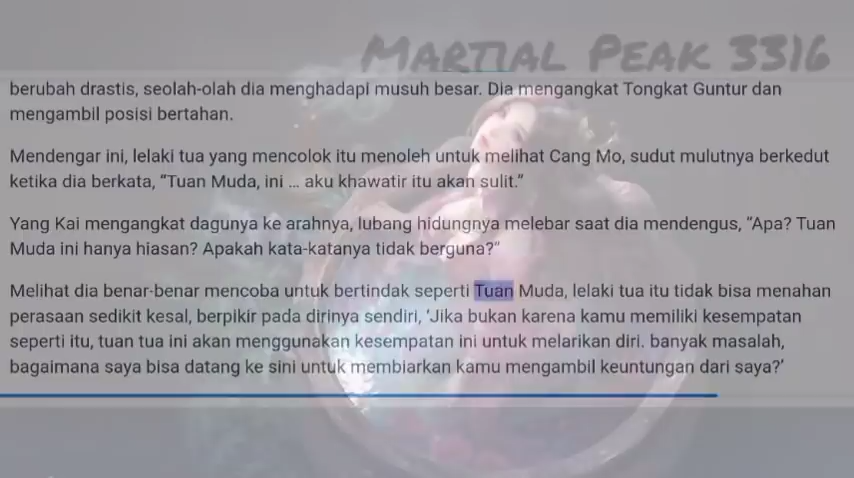 MARTIAL PEAK 3316
berubah drastis, seolah-olah dia menghadapi musuh besar. Dia mengangkat Tongkat Guntur dan
mengambil posisi bertahan.
Mendengar ini, lelaki tua yang mencolok itu menoleh untuk melihat Cang Mo, sudut mulutnya berkedut
ketika dia berkata, “Tuan Muda, ini ... aku khawatir itu akan sulit.”
Yang Kai mengangkat dagunya ke arahnya, lubang hidungnya melebar saat dia mendengus, “Apa? Tuan
Muda ini hanya hiasan? Apakah kata-katanya tidak berguna?”
Melihat dia benar-benar mencoba untuk bertindak seperti Tuan Muda, lelaki tua itu tidak bisa menahan
perasaan sedikit kesal, berpikir pada dirinya sendiri, ‘Jika bukan karena kamu memiliki kesempatan
seperti itu, tuan tua ini akan menggunakan kesempatan ini untuk melarikan diri. banyak masalah,
bagaimana saya bisa datang ke sini untuk membiarkan kamu mengambil keuntungan dari saya?’